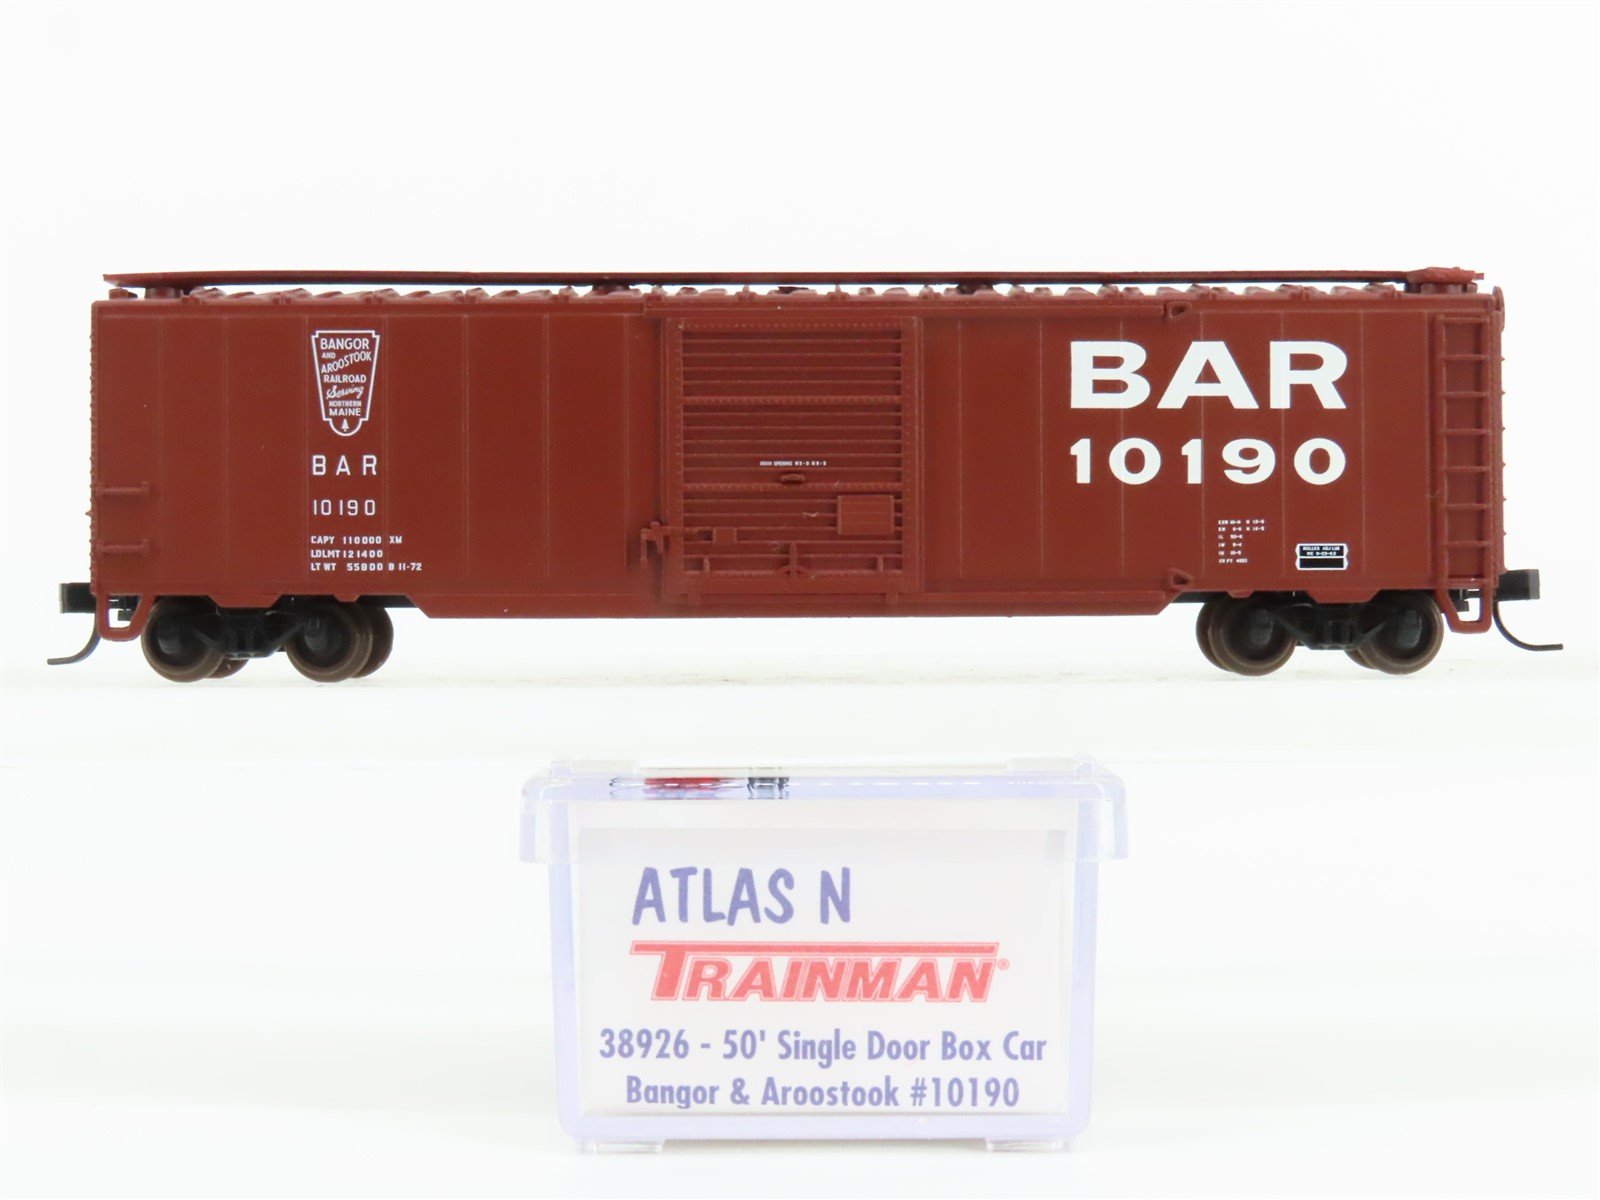 BANGOR
AND
AROOSTOOK
RAILROAD
Serving
NORTHERN
MAINE
BAR
10190
CAPY 110000 XM
LDLMT 121400
LT WT 55800 B 11-72
BAR
10190
ATLAS N
TRAINMAN®
38926 - 50' Single Door Box Car
Bangor & Aroostook #10190